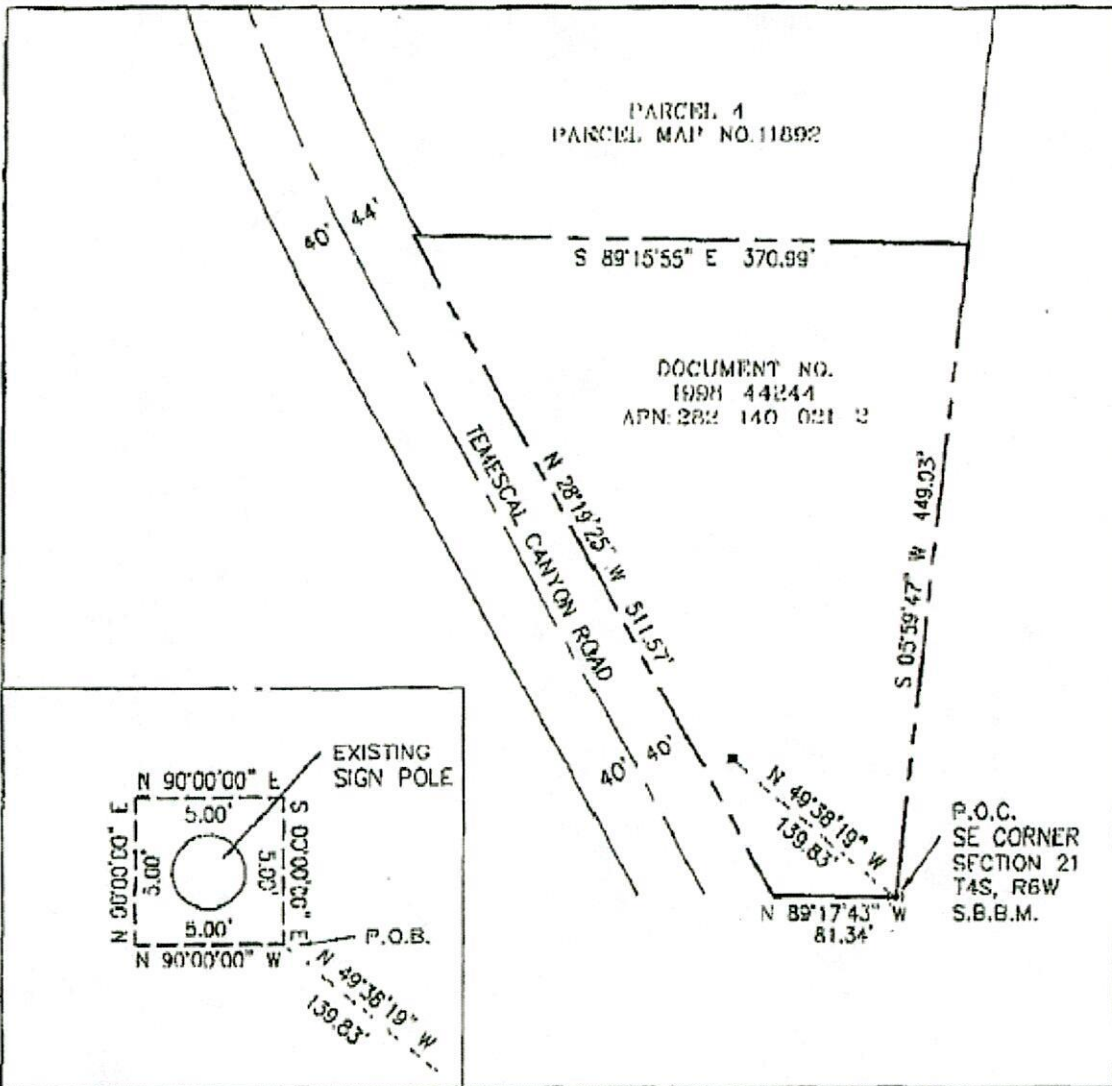 PARCEL 4
PARCEL MAP NO.11892
40' 44'
S 89°15'55" E 370.99'
DOCUMENT NO.
1998 44244
APN: 282 140 021 2
TEMESCAL CANYON ROAD
N 28°19'25" W 511.57'
S 05°59'47" W 449.03'
40' 40'
N 49°38'19" W
139.83'
P.O.C.
SE CORNER
SECTION 21
T4S, R6W
S.B.B.M.
N 89°17'43" W
81.34'
EXISTING
SIGN POLE
N 90°00'00" E
5.00'
N 00°00'00" E
5.00'
5.00'
S 00°00'00" E
5.00'
N 90°00'00" W
P.O.B.
N 49°38'19" W
139.83'